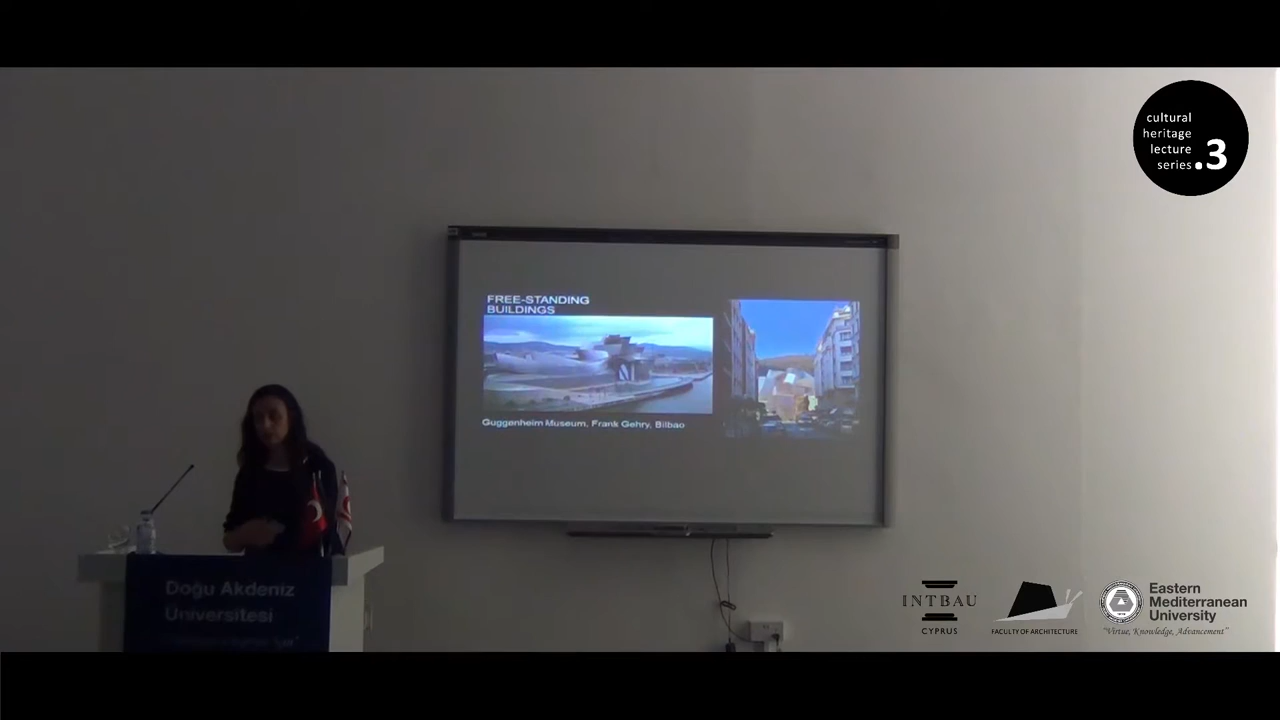 cultural
heritage
lecture
series .3
FREE-STANDING
BUILDINGS
Guggenheim Museum, Frank Gehry, Bilbao
Doğu Akdeniz
Üniversitesi
INTBAU
CYPRUS
FACULTY OF ARCHITECTURE
Eastern
Mediterranean
University
"Virtue, Knowledge, Advancement"